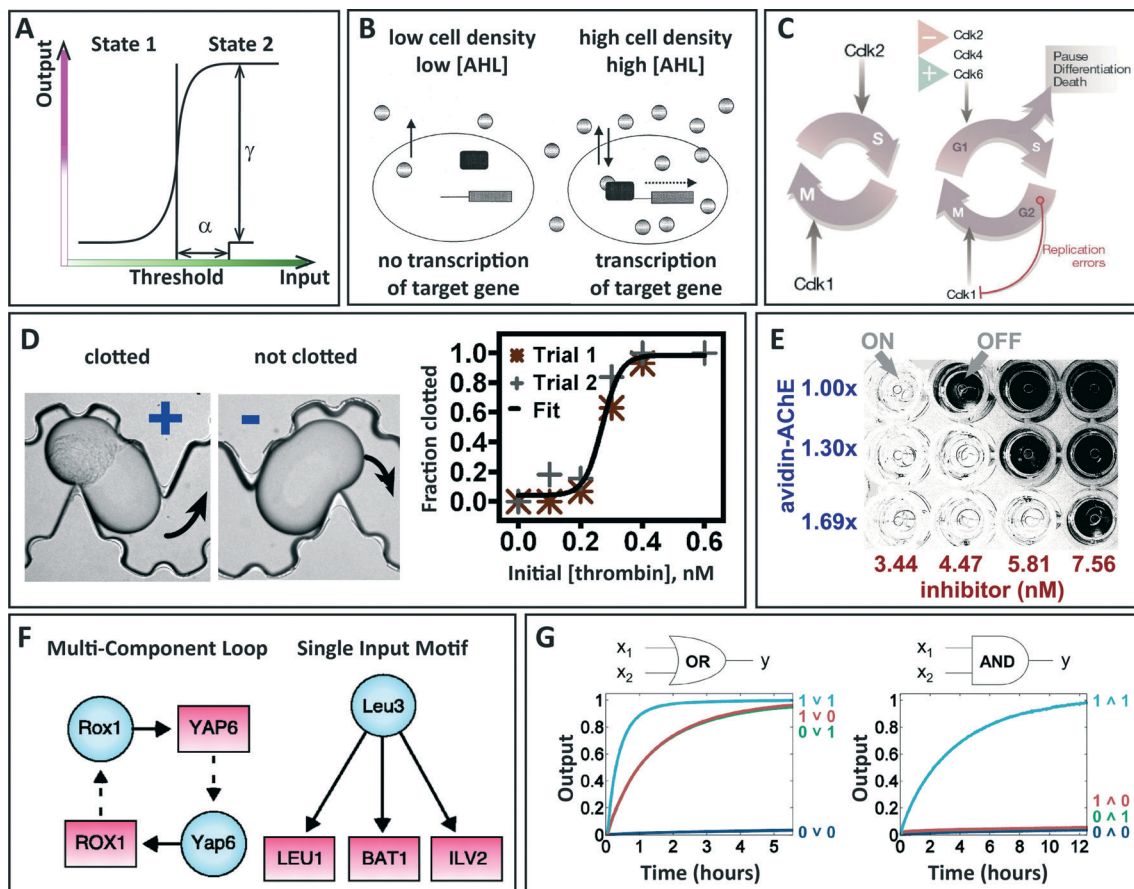 A
State 1
State 2
Output
γ
α
Threshold
Input
B
low cell density
low [AHL]
high cell density
high [AHL]
no transcription
of target gene
transcription
of target gene
C
Cdk2
S
M
Cdk1
−
+
Cdk2
Cdk4
Cdk6
Pause
Differentiation
Death
G1
S
M
G2
Replication
errors
Cdk1
D
clotted
not clotted
+
-
Fraction clotted
1.0
0.8
0.6
0.4
0.2
0.0
Trial 1
Trial 2
Fit
0.0 0.2 0.4 0.6
Initial [thrombin], nM
E
ON
OFF
avidin-AChE
1.00x
1.30x
1.69x
3.44 4.47 5.81 7.56
inhibitor (nM)
F
Multi-Component Loop
Single Input Motif
Rox1
YAP6
ROX1
Yap6
Leu3
LEU1
BAT1
ILV2
G
x1
x2
OR
y
Output
1
0.8
0.6
0.4
0.2
0
0 1 2 3 4 5
Time (hours)
1 ∨ 1
1 ∨ 0
0 ∨ 1
0 ∨ 0
x1
x2
AND
y
Output
1
0.8
0.6
0.4
0.2
0
0 2 4 6 8 10 12
Time (hours)
1 ∧ 1
1 ∧ 0
0 ∧ 1
0 ∧ 0